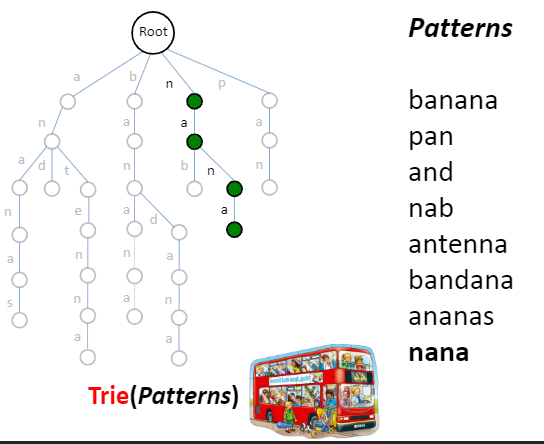 Root
a b n p
n a a a
a d t n b n n
n e a d a
a n n a
s n a n
a a
Trie(Patterns)
Patterns
banana
pan
and
nab
antenna
bandana
ananas
nana